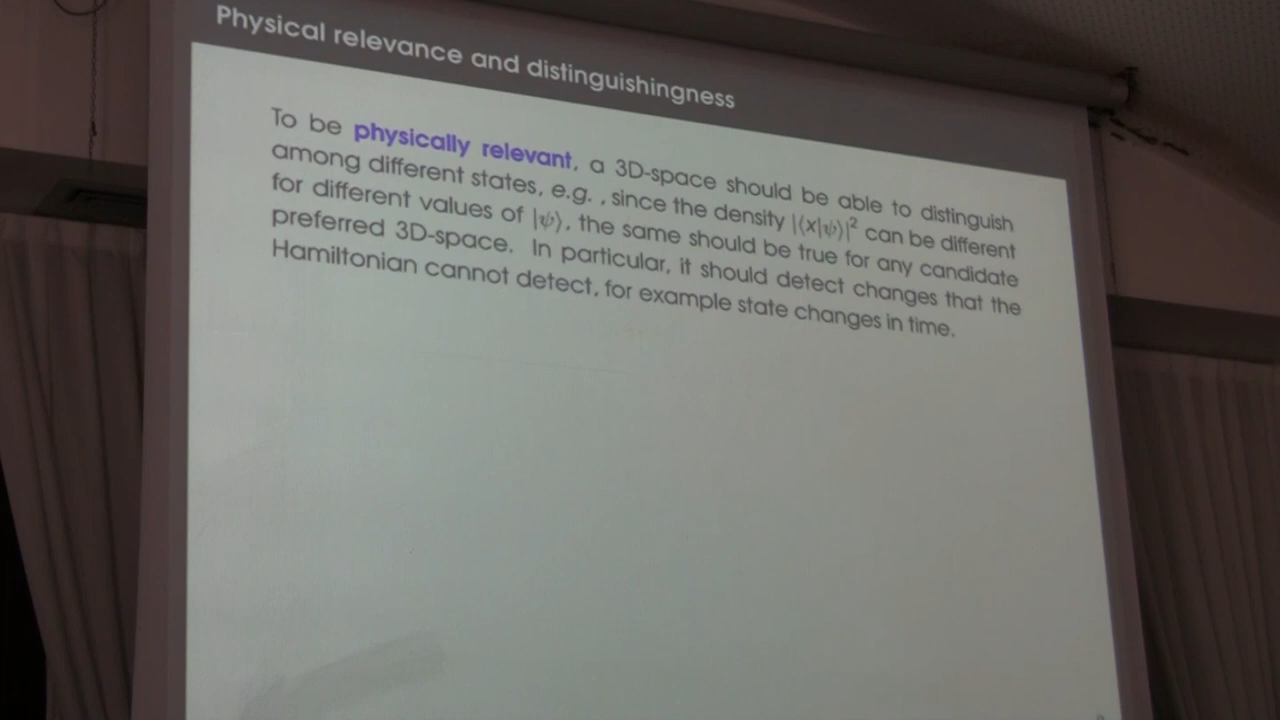 Physical relevance and distinguishingness
To be physically relevant, a 3D-space should be able to distinguish
among different states, e.g. , since the density |⟨x|ψ⟩|² can be different
for different values of |ψ⟩, the same should be true for any candidate
preferred 3D-space. In particular, it should detect changes that the
Hamiltonian cannot detect, for example state changes in time.